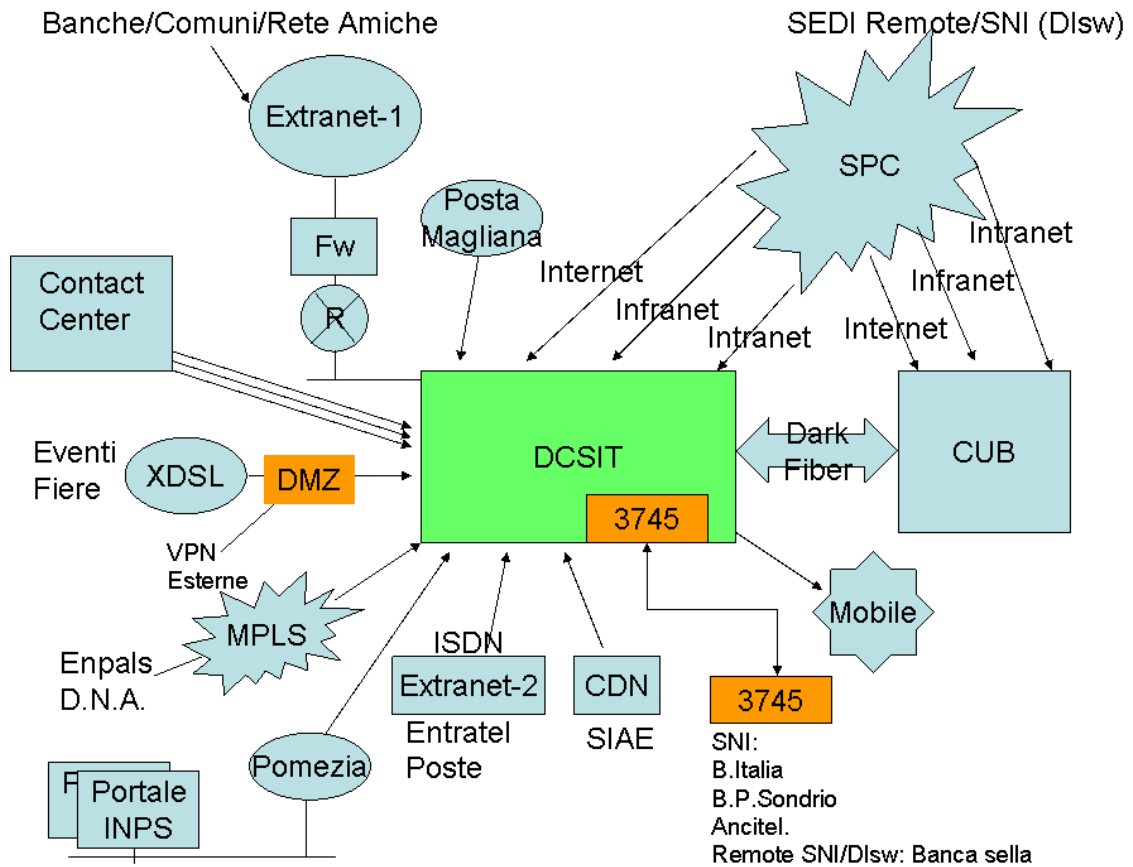 Banche/Comuni/Rete Amiche
SEDI Remote/SNI (Dlsw)
Extranet-1
SPC
Posta
Magliana
Fw
R
Contact
Center
Internet
Infranet
Intranet
Internet
Infranet
Intranet
DCSIT
3745
Dark
Fiber
CUB
Eventi
Fiere
XDSL
DMZ
VPN
Esterne
MPLS
Enpals
D.N.A.
ISDN
Extranet-2
Entratel
Poste
CDN
SIAE
Mobile
3745
SNI:
B.Italia
B.P.Sondrio
Ancitel.
Remote SNI/Dlsw: Banca sella
Pomezia
Portale
INPS